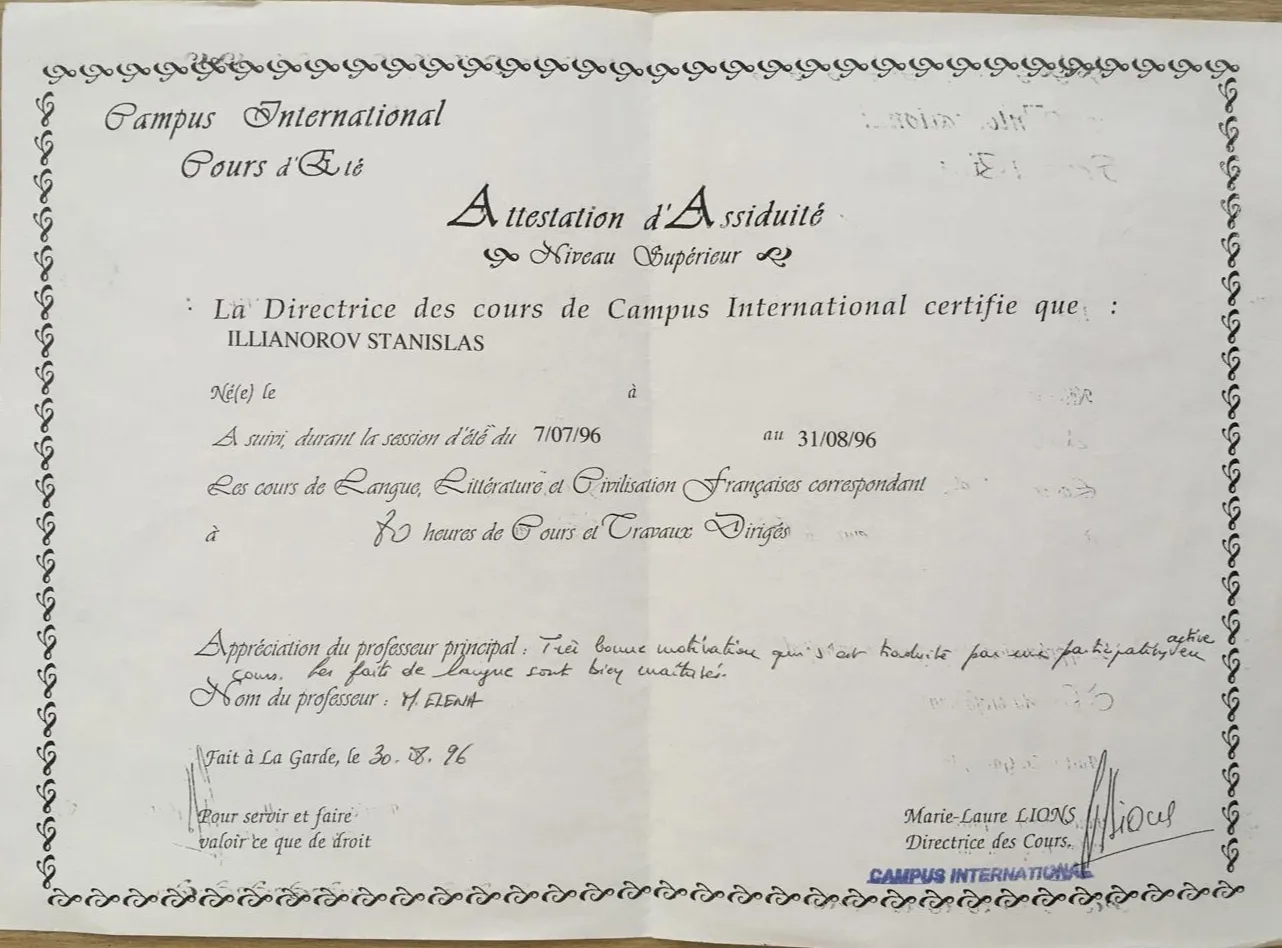 Campus International
Cours d'Eté
Attestation d'Assiduité
Niveau Supérieur
La Directrice des cours de Campus International certifie que :
ILLIANOROV STANISLAS
Né(e) le à
A suivi, durant la session d'été du 7/07/96 au 31/08/96
Les cours de Langue, Littérature et Civilisation Françaises correspondant
à 80 heures de Cours et Travaux Dirigés
Appréciation du professeur principal : Très bonne motivation qui s'est traduite par une participation active en
cours. Les faits de langue sont bien maîtrisés.
Nom du professeur : M. ELENA
Fait à La Garde, le 30. 08. 96
Pour servir et faire
valoir ce que de droit
Marie-Laure LIONS
Directrice des Cours.
Lions
CAMPUS INTERNATIONAL